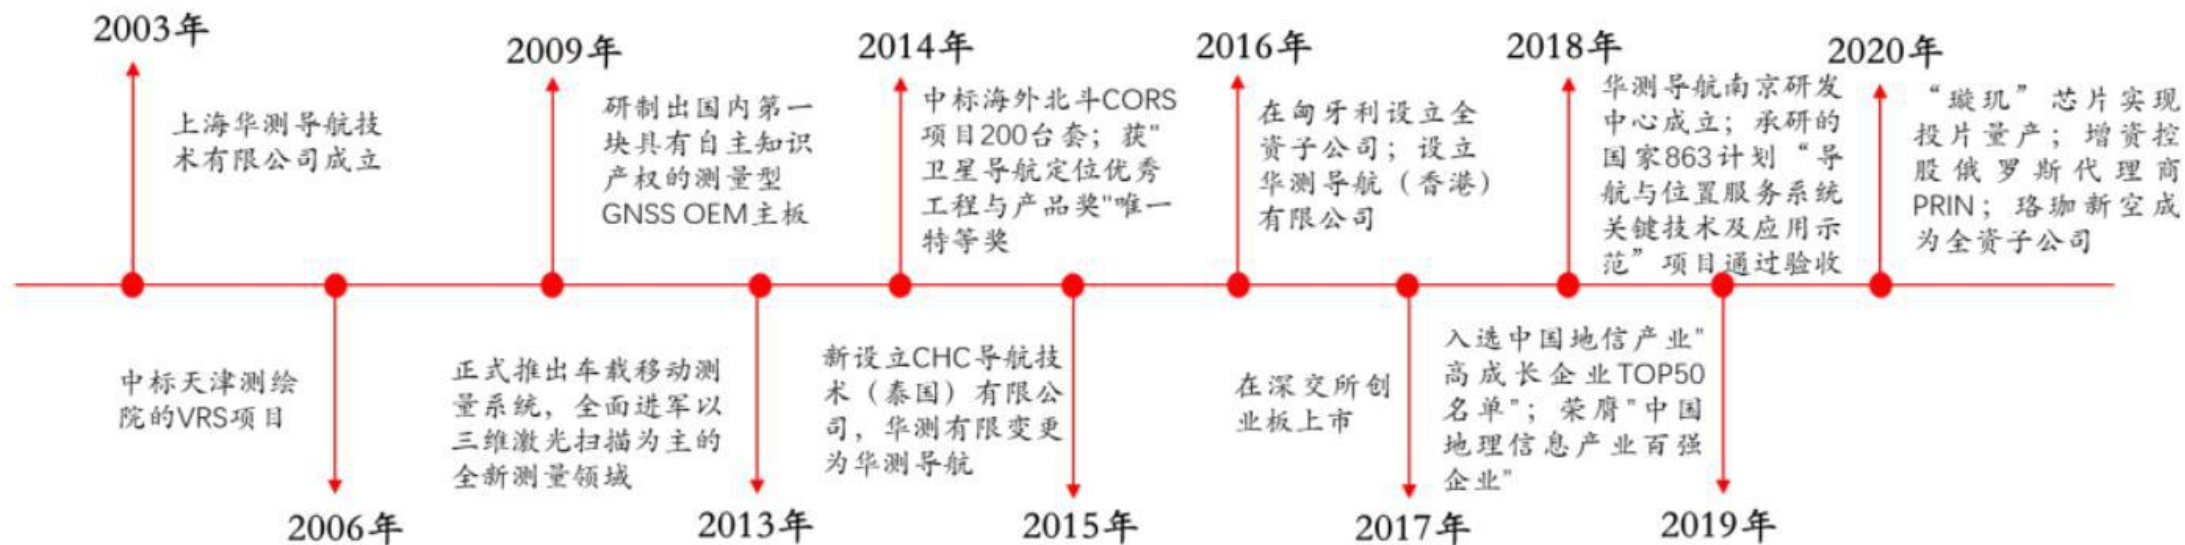 2003年
上海华测导航技
术有限公司成立
2009年
研制出国内第一
块具有自主知识
产权的测量型
GNSS OEM主板
2014年
中标海外北斗CORS
项目200台套；获"
卫星导航定位优秀
工程与产品奖"唯一
特等奖
2016年
在匈牙利设立全
资子公司；设立
华测导航（香港）
有限公司
2018年
华测导航南京研发
中心成立；承研的
国家863计划“导
航与位置服务系统
关键技术及应用示
范”项目通过验收
2020年
“璇玑”芯片实现
投片量产；增资控
股俄罗斯代理商
PRIN；珞珈新空成
为全资子公司
中标天津测绘
院的VRS项目
2006年
正式推出车载移动测
量系统，全面进军以
三维激光扫描为主的
全新测量领域
2013年
新设立CHC导航技
术（泰国）有限公
司，华测有限变更
为华测导航
2015年
在深交所创
业板上市
2017年
入选中国地信产业"
高成长企业TOP50
名单"；荣膺"中国
地理信息产业百强
企业"
2019年